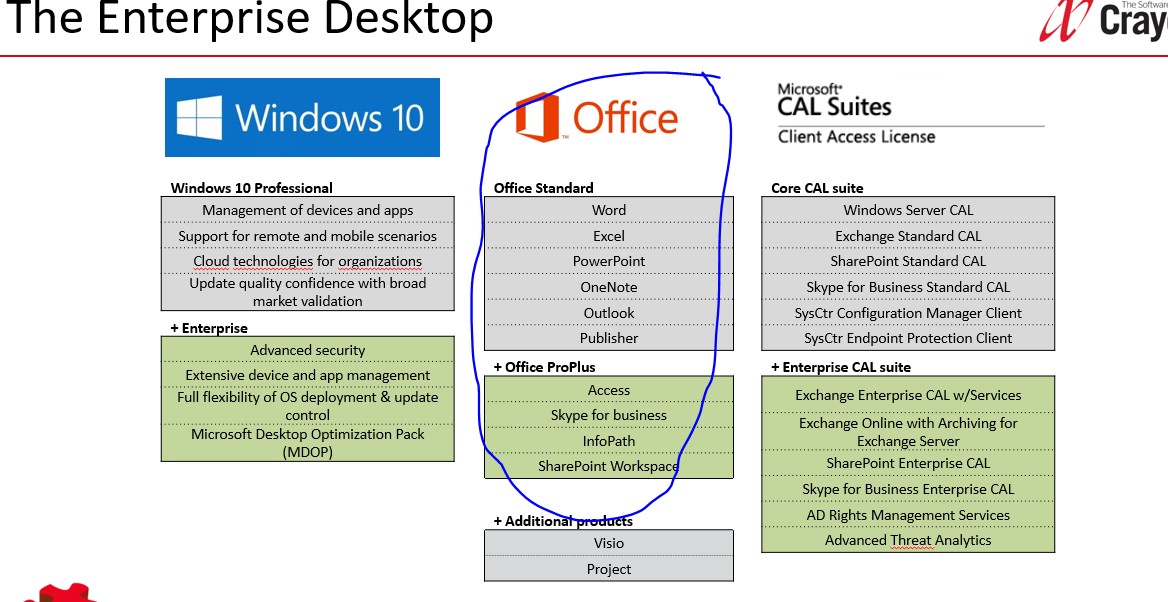 The Enterprise Desktop
The Software
Windows 10
Office
™
Microsoft®
CAL Suites
Client Access License
Windows 10 Professional
Management of devices and apps
Support for remote and mobile scenarios
Cloud technologies for organizations
Update quality confidence with broad
market validation
+ Enterprise
Advanced security
Extensive device and app management
Full flexibility of OS deployment & update
control
Microsoft Desktop Optimization Pack
(MDOP)
Office Standard
Word
Excel
PowerPoint
OneNote
Outlook
Publisher
+ Office ProPlus
Access
Skype for business
InfoPath
SharePoint Workspace
+ Additional products
Visio
Project
Core CAL suite
Windows Server CAL
Exchange Standard CAL
SharePoint Standard CAL
Skype for Business Standard CAL
SysCtr Configuration Manager Client
SysCtr Endpoint Protection Client
+ Enterprise CAL suite
Exchange Enterprise CAL w/Services
Exchange Online with Archiving for
Exchange Server
SharePoint Enterprise CAL
Skype for Business Enterprise CAL
AD Rights Management Services
Advanced Threat Analytics